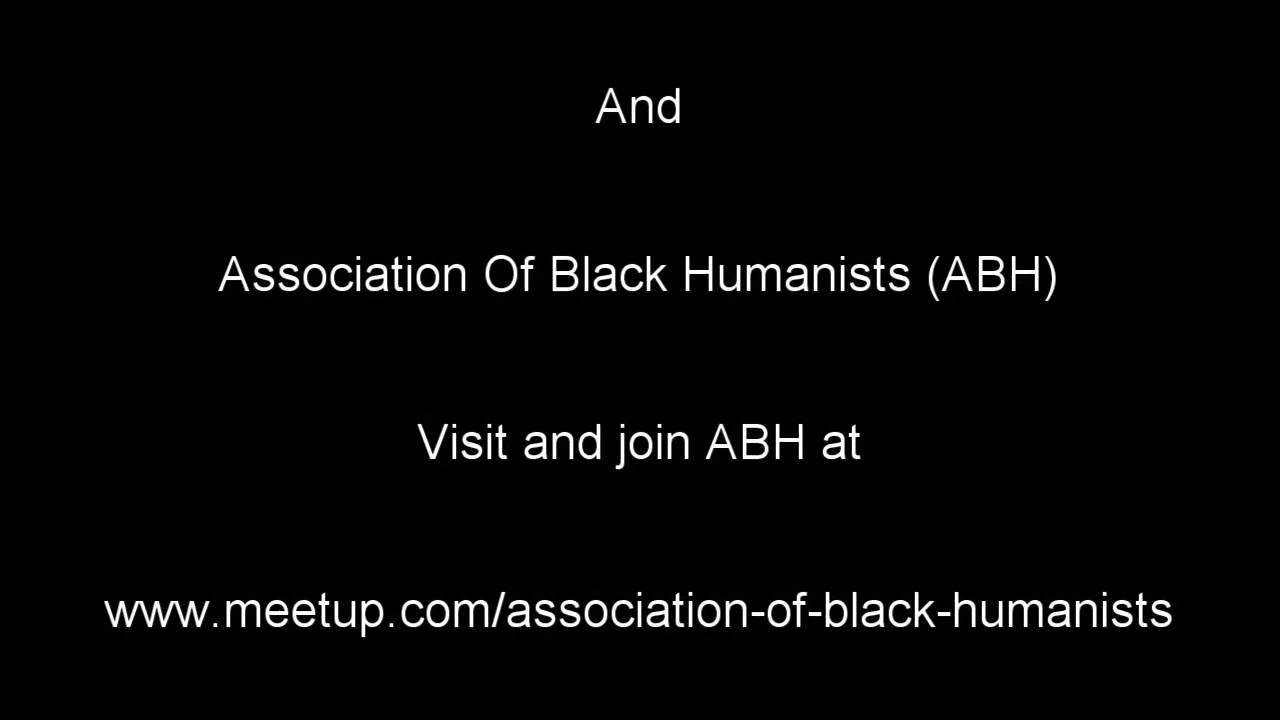 And
Association Of Black Humanists (ABH)
Visit and join ABH at
www.meetup.com/association-of-black-humanists